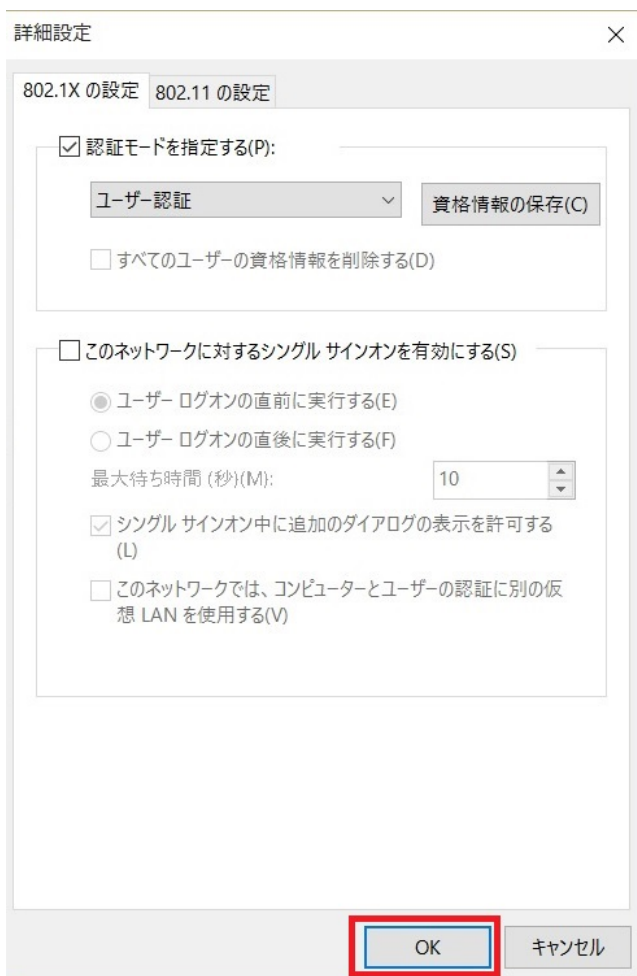 詳細設定
802.1X の設定 802.11 の設定
認証モードを指定する(P):
ユーザー認証 資格情報の保存(C)
すべてのユーザーの資格情報を削除する(D)
このネットワークに対するシングル サインオンを有効にする(S)
ユーザー ログオンの直前に実行する(E)
ユーザー ログオンの直後に実行する(F)
最大待ち時間 (秒)(M): 10
シングル サインオン中に追加のダイアログの表示を許可する
(L)
このネットワークでは、コンピューターとユーザーの認証に別の仮
想 LAN を使用する(V)
OK キャンセル